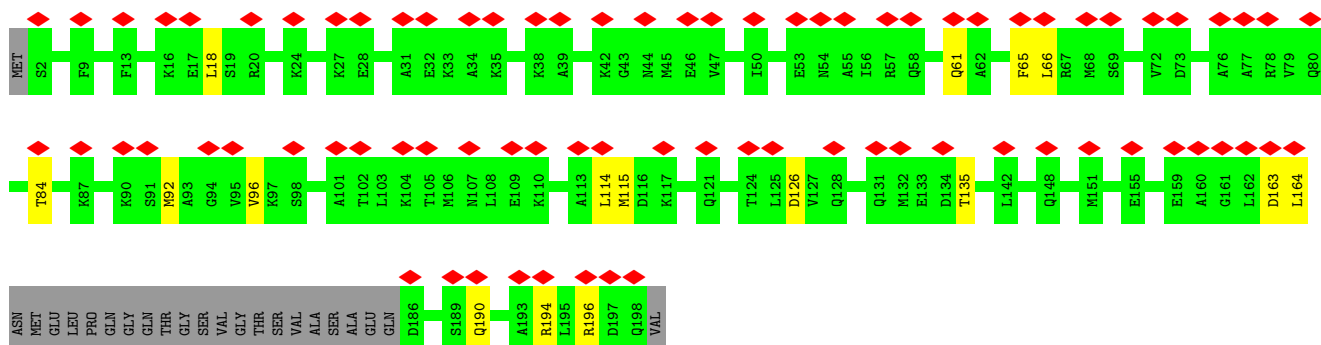 MET S2 F9 F13 K16 E17 L18 S19 R20 K24 K27 E28 A31 E32 K33 A34 K35 K38 A39 K42 G43 N44 M45 E46 V47 I50 E53 N54 A55 I56 R57 Q58 Q61 A62 F65 L66 R67 M68 S69 V72 D73 A76 A77 R78 V79 Q80
T84 K87 K90 S91 M92 A93 G94 V95 V96 K97 S98 A101 T102 L103 K104 T105 M106 N107 L108 E109 K110 A113 L114 M115 D116 K117 Q121 T124 L125 D126 V127 Q128 Q131 M132 E133 D134 T135 L142 Q148 M151 E155 E159 A160 G161 L162 D163 L164
ASN MET GLU LEU PRO GLN GLY GLN THR GLY SER VAL GLY THR SER VAL ALA SER ALA GLU GLN D186 S189 Q190 A193 R194 L195 R196 D197 Q198 VAL